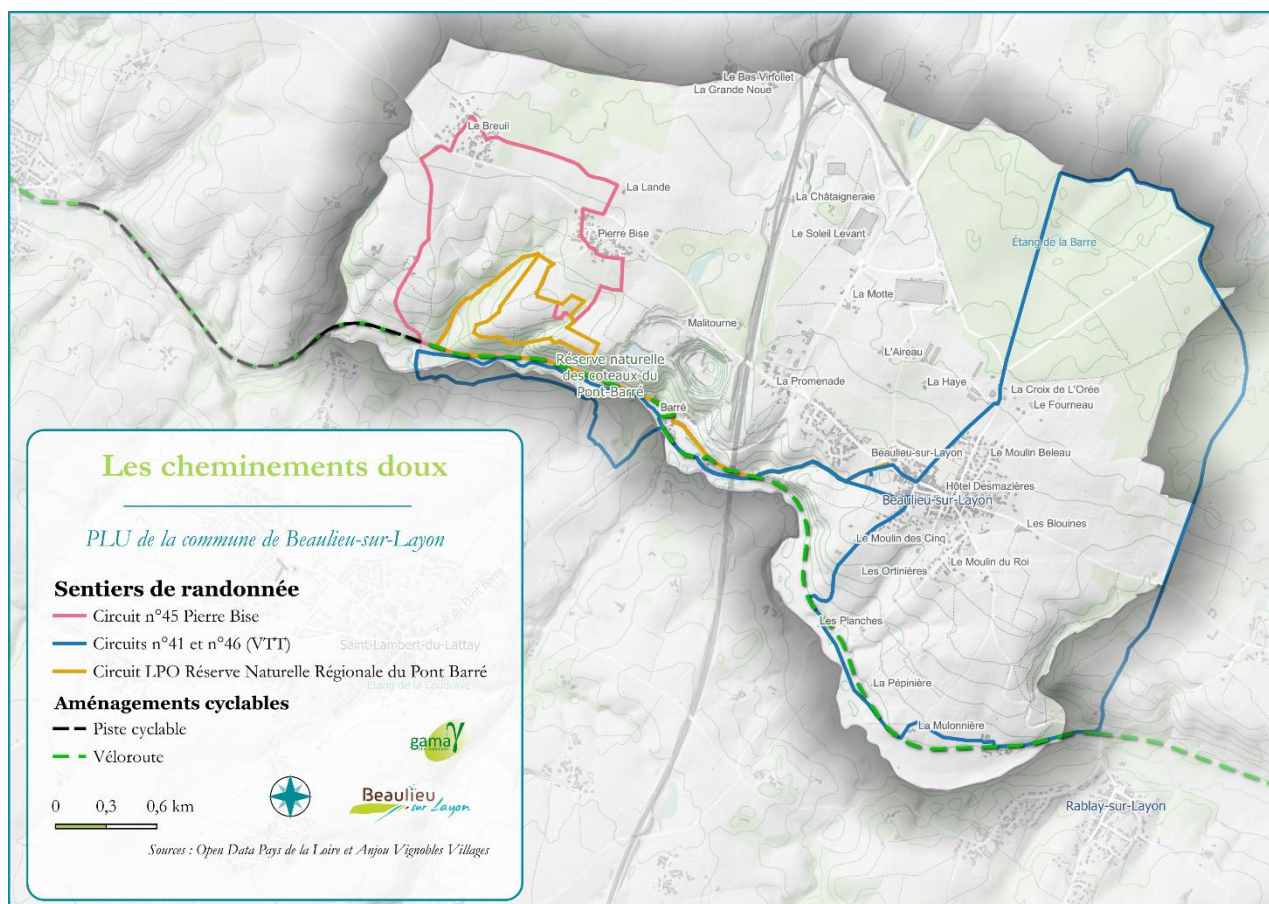 Le Bas Virfollet
La Grande Noue
Le Breuil
La Lande
La Châtaigneraie
Pierre Bise
Le Soleil Levant
Étang de la Barre
La Motte
Malitourne
L'Aireau
Réserve naturelle
des coteaux du
Pont-Barré
La Promenade
La Haye
La Croix de L'Orée
Le Fourneau
Barré
Beaulieu-sur-Layon
Le Moulin Beleau
Hôtel Desmazières
Beaulieu-sur-Layon
Les Blouines
Le Moulin des Cinq
Le Moulin du Roi
Les Ortinières
Les Planches
La Pépinière
La Mulonnière
Rablay-sur-Layon
Les cheminements doux
PLU de la commune de Beaulieu-sur-Layon
Sentiers de randonnée
Circuit n°45 Pierre Bise
Circuits n°41 et n°46 (VTT)
Saint-Lambert-du-Lattay
Circuit LPO Réserve Naturelle Régionale du Pont Barré
Étang de la Coudraye
Aménagements cyclables
Piste cyclable
Véloroute
gama
0 0,3 0,6 km
Beaulieu
sur Layon
Sources : Open Data Pays de la Loire et Anjou Vignobles Villages